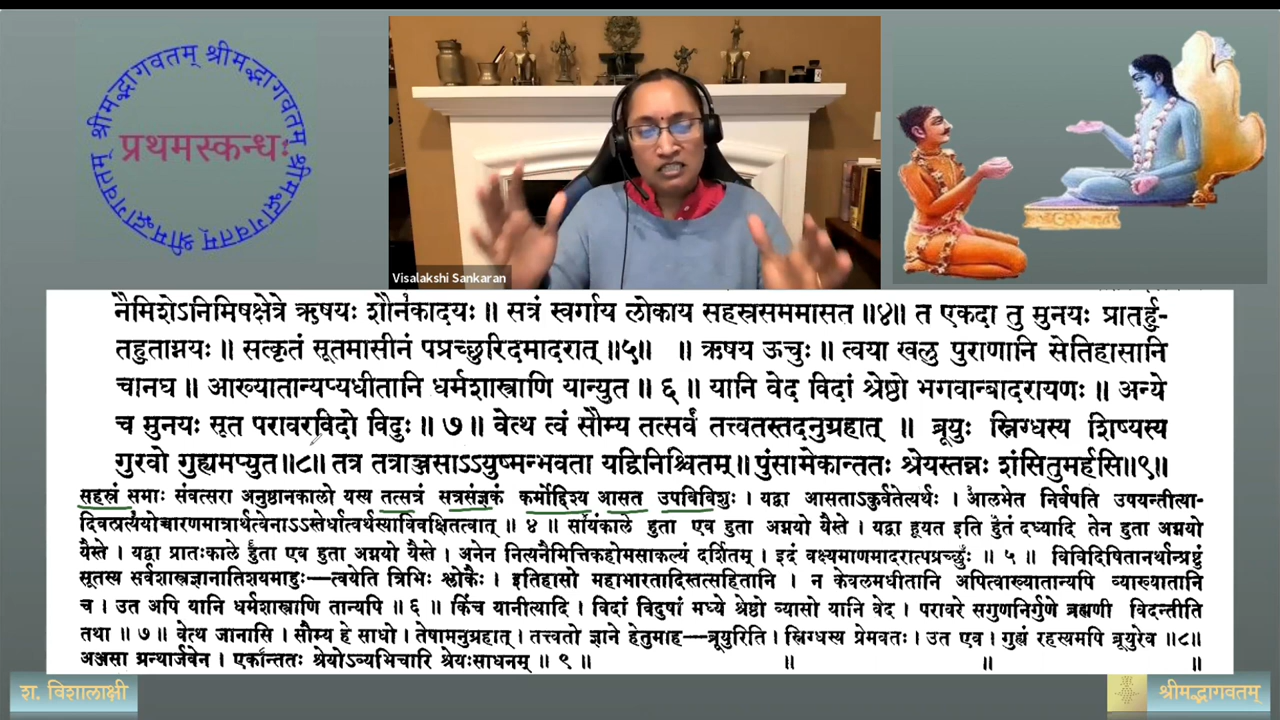 श्रीमद्भागवतम् श्रीमद्भागवतम् श्रीमद्भागवतम् श्रीमद्भागवतम्
प्रथमस्कन्धः
Visalakshi Sankaran
नैमिशेऽनिमिषक्षेत्रे ऋषयः शौनकादयः ॥ सत्रं स्वर्गाय लोकाय सहस्रसममासत ॥४॥ त एकदा तु मुनयः प्रातर्हु-
तहुताग्नयः ॥ सत्कृतं सूतमासीनं पप्रच्छुरिदमादरात् ॥५॥ ॥ ऋषय ऊचुः ॥ त्वया खलु पुराणानि सेतिहासानि
चानघ ॥ आख्यातान्यप्यधीतानि धर्मशास्त्राणि यान्युत ॥ ६ ॥ यानि वेद विदां श्रेष्ठो भगवान्बादरायणः ॥ अन्ये
च मुनयः सूत परावरविदो विदुः ॥ ७ ॥ वेत्थ त्वं सौम्य तत्सर्वं तत्त्वतस्तदनुग्रहात् ॥ ब्रूयुः स्निग्धस्य शिष्यस्य
गुरवो गुह्यमप्युत॥८॥ तत्र तत्राञ्जसाऽऽयुष्मन्भवता यद्विनिश्चितम् ॥ पुंसामेकान्ततः श्रेयस्तन्नः शंसितुमर्हसि॥९॥
सहस्रं समाः संवत्सरा अनुष्ठानकालो यस्य तत्सत्रं सत्रसंज्ञकं कर्मोद्दिश्य आसत उपविविशुः । यद्वा आसताऽकुर्वतेत्यर्थः । आलभेत निर्वपति उपयन्तीत्या-
दिवत्प्रत्ययोच्चारणमात्रार्थत्वेनाऽऽस्तेर्धात्वर्थस्याविवक्षितत्वात् ॥ ४ ॥ सायंकाले हुता एव हुता अग्नयो यैस्ते । यद्वा हूयत इति हुतं दध्यादि तेन हुता अग्नयो
यैस्ते । यद्वा प्रातःकाले हुता एव हुता अग्नयो यैस्ते । अनेन नित्यनैमित्तिकहोमसाकल्यं दर्शितम् । इदं वक्ष्यमाणमादरात्पप्रच्छुः ॥ ५ ॥ विविदिषितानर्थान्प्रष्टुं
सूतस्य सर्वशास्त्रज्ञानातिशयमाहुः—त्वयेति त्रिभिः श्लोकैः । इतिहासो महाभारतादिस्तत्सहितानि । न केवलमधीतानि अपित्वाख्यातान्यपि व्याख्यातानि
च । उत अपि यानि धर्मशास्त्राणि तान्यपि ॥ ६ ॥ किंच यानीत्यादि । विदां विदुषां मध्ये श्रेष्ठो व्यासो यानि वेद । परावरे सगुणनिर्गुणे ब्रह्मणी विदन्तीति
तथा ॥ ७ ॥ वेत्थ जानासि । सौम्य हे साधो । तेषामनुग्रहात् । तत्त्वतो ज्ञाने हेतुमाह—ब्रूयुरिति । स्निग्धस्य प्रेमवतः । उत एव । गुह्यं रहस्यमपि ब्रूयुरेव ॥८॥
अञ्जसा ग्रन्थार्जवेन । एकान्ततः श्रेयोऽव्यभिचारि श्रेयःसाधनम् ॥ ९ ॥ ॥ ॥ ॥
श. विशालाक्षी
श्रीमद्भागवतम्